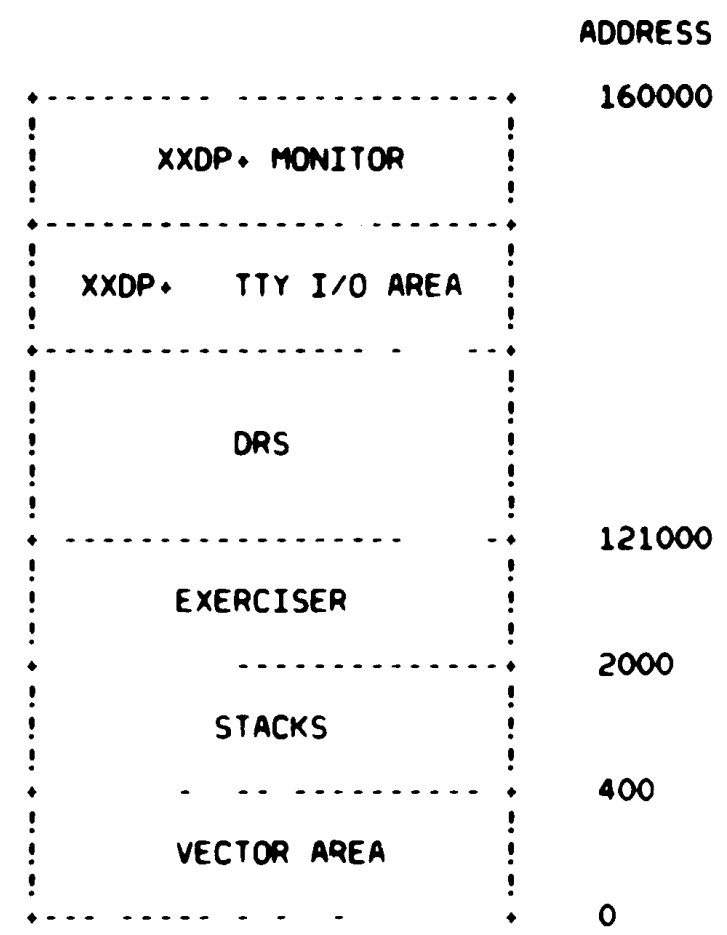 ADDRESS
160000
XXDP+ MONITOR
XXDP+ TTY I/O AREA
DRS
121000
EXERCISER
2000
STACKS
400
VECTOR AREA
0